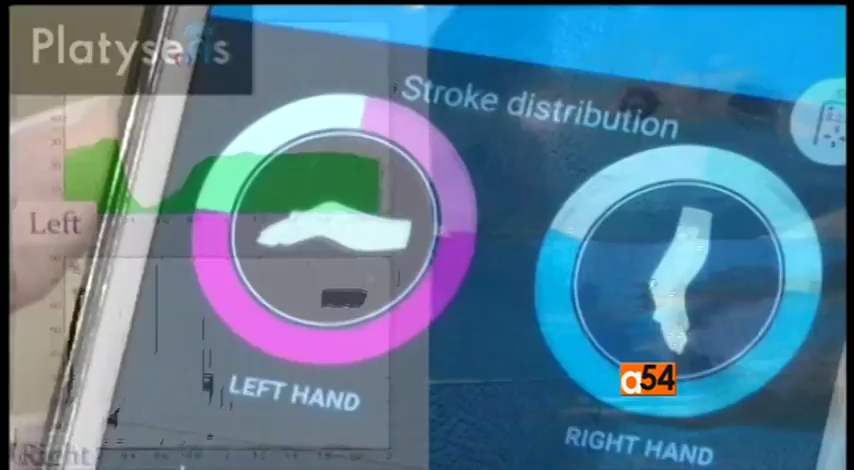 Platysens
Stroke distribution
Left
LEFT HAND
a54
RIGHT HAND
Right